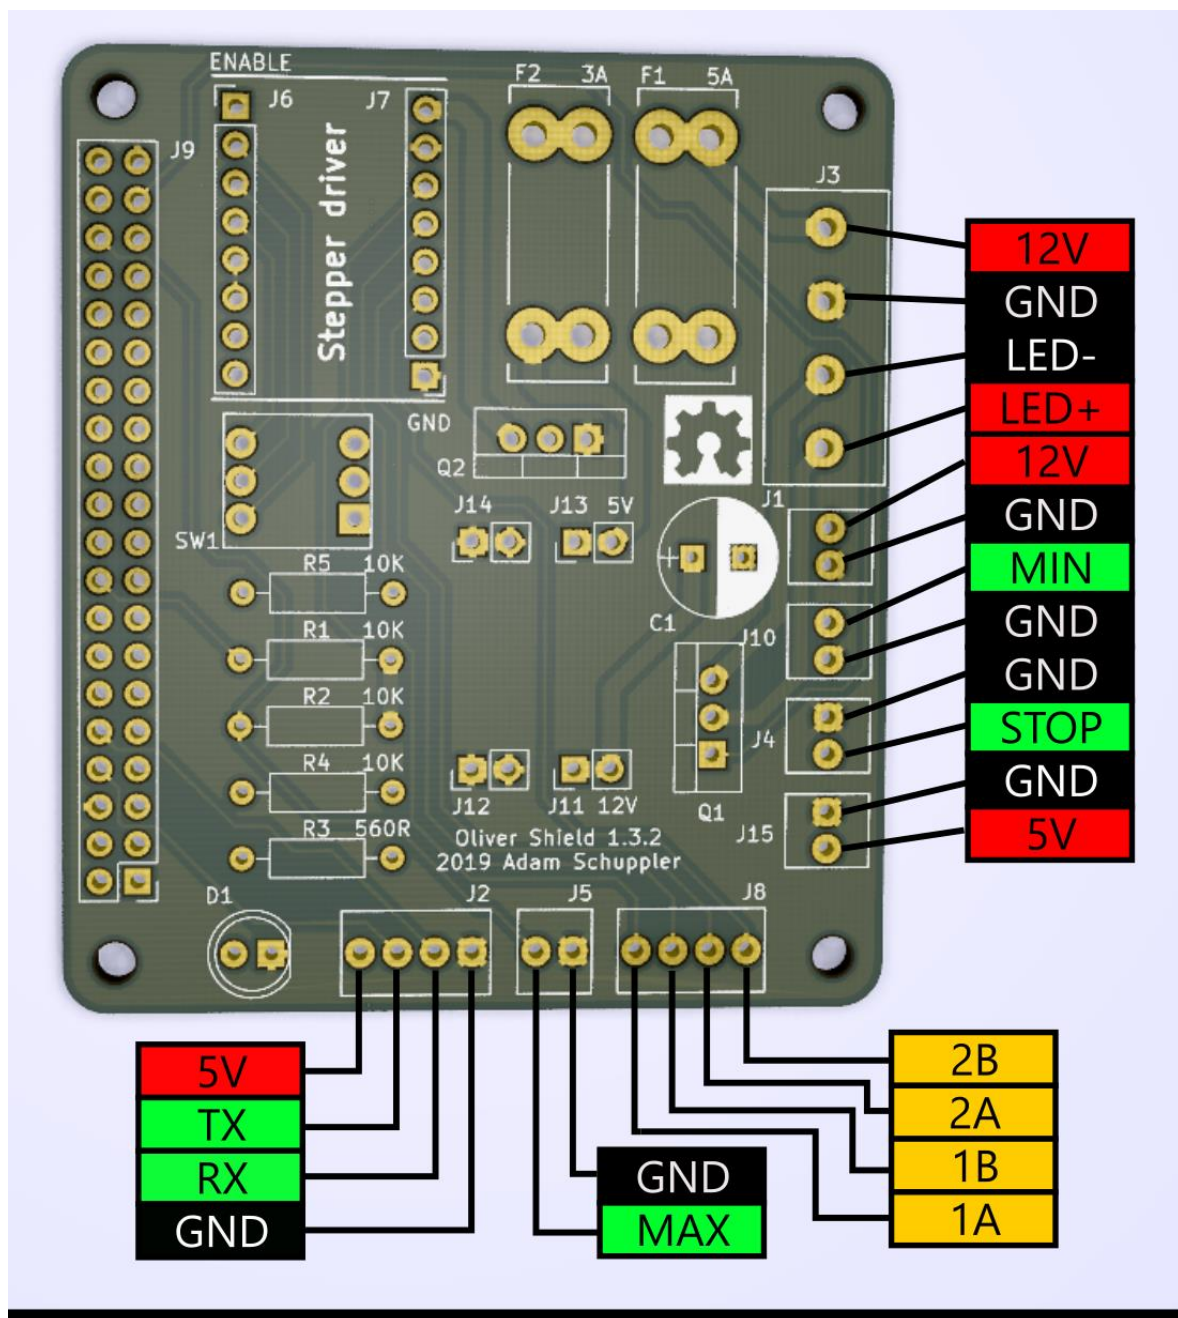 ENABLE
J6
J7
F2 3A
F1 5A
J9
Stepper driver
J3
12V
GND
LED-
LED+
12V
GND
MIN
GND
GND
STOP
GND
5V
GND
Q2
J14
J13 5V
J1
SW1
R5 10K
+
C1
J10
R1 10K
R2 10K
J4
R4 10K
J12
J11 12V
Q1
R3 560R
Oliver Shield 1.3.2
2019 Adam Schuppler
J15
D1
J2
J5
J8
5V
TX
RX
GND
GND
MAX
2B
2A
1B
1A